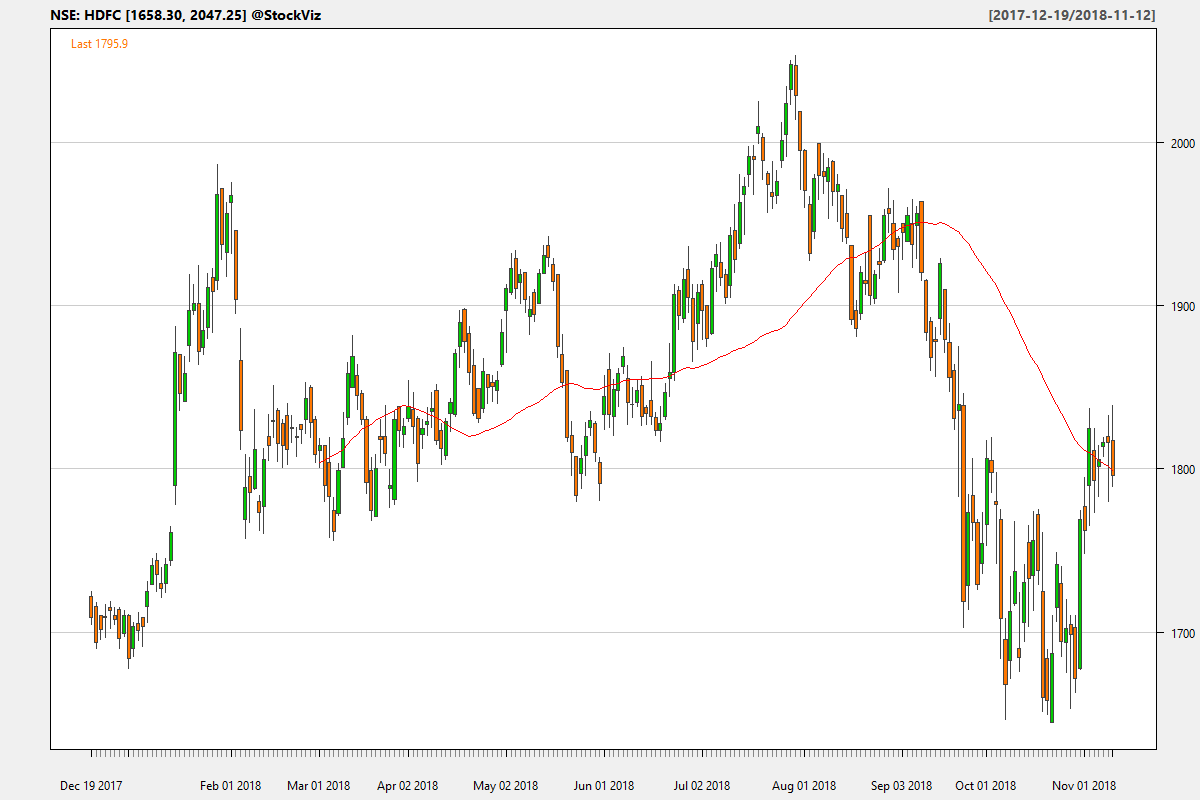 NSE: HDFC [1658.30, 2047.25] @StockViz
[2017-12-19/2018-11-12]
Last 1795.9
2000
1900
1800
1700
Dec 19 2017
Feb 01 2018
Mar 01 2018
Apr 02 2018
May 02 2018
Jun 01 2018
Jul 02 2018
Aug 01 2018
Sep 03 2018
Oct 01 2018
Nov 01 2018